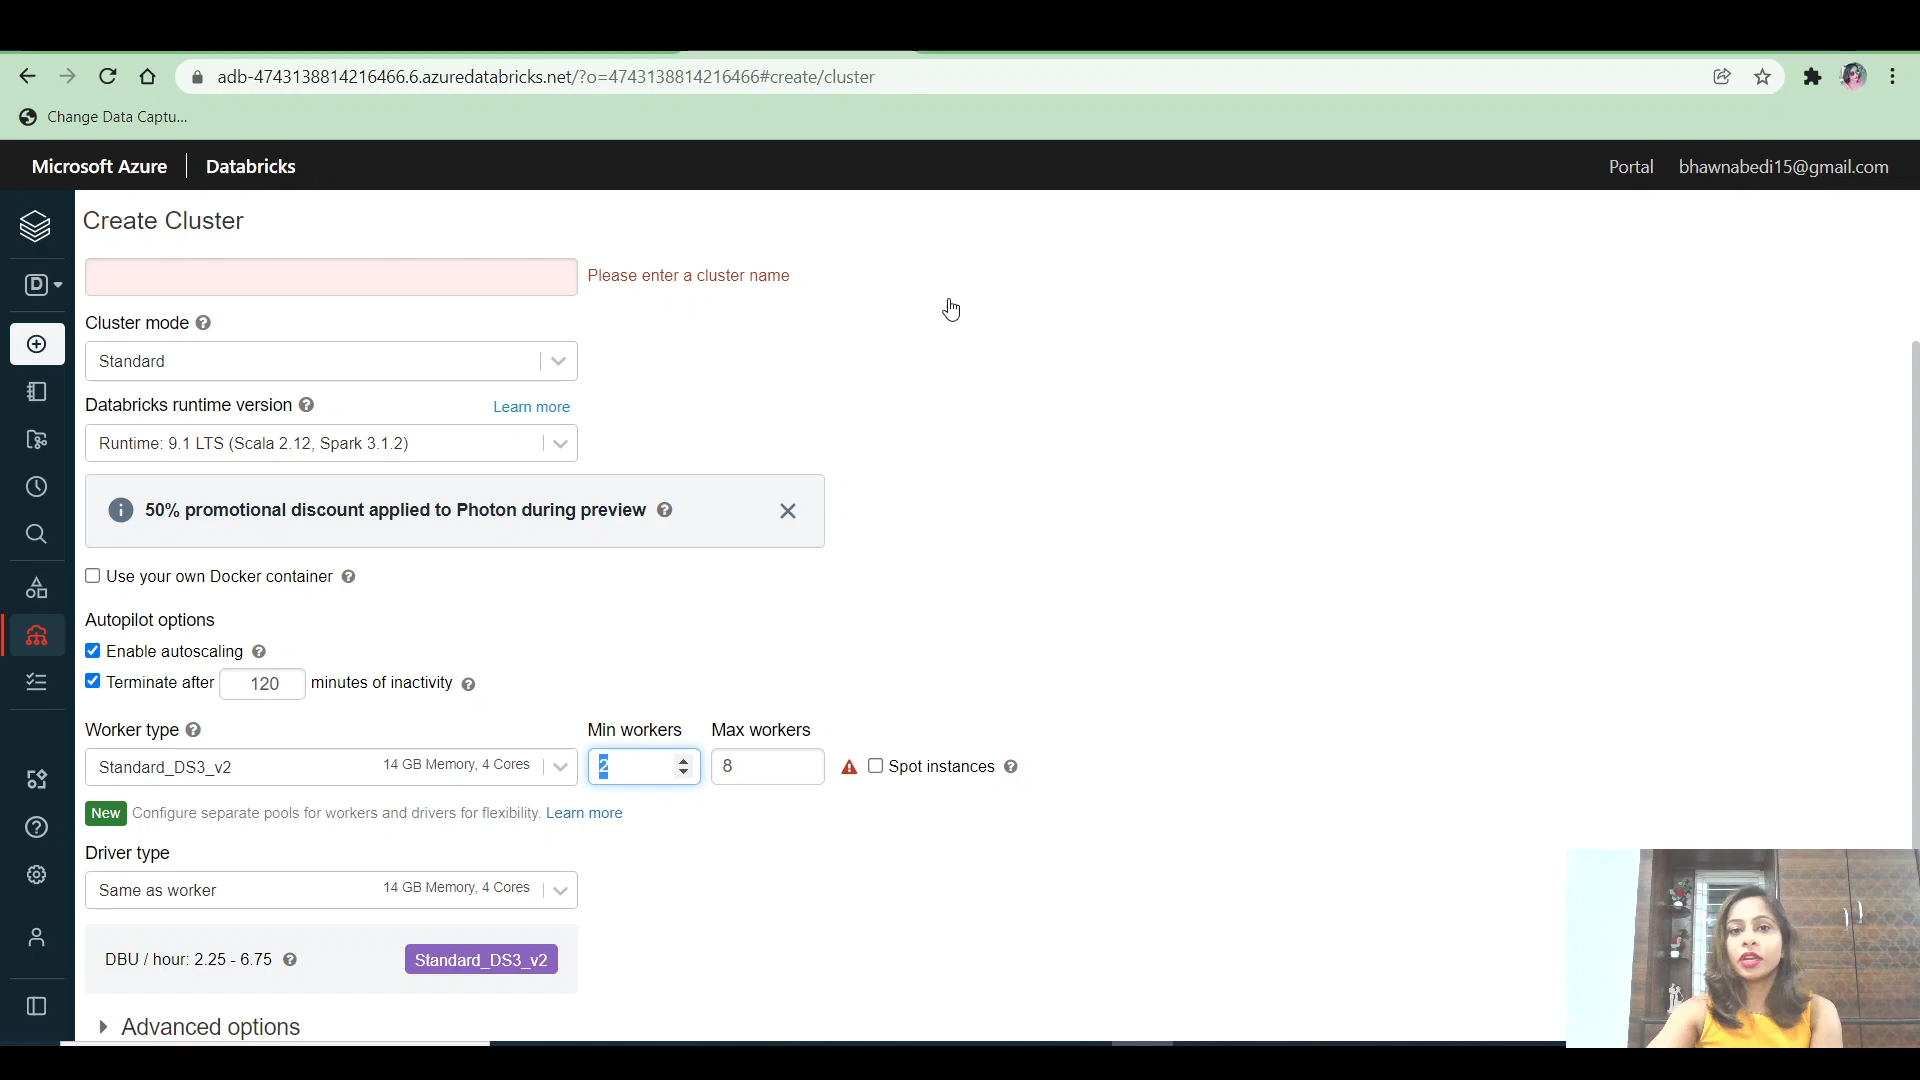 adb-4743138814216466.6.azuredatabricks.net/?o=4743138814216466#create/cluster
Change Data Captu...
Microsoft Azure Databricks Portal bhawnabedi15@gmail.com
Create Cluster
Please enter a cluster name
D
Cluster mode
Standard
Databricks runtime version Learn more
Runtime: 9.1 LTS (Scala 2.12, Spark 3.1.2)
50% promotional discount applied to Photon during preview
Use your own Docker container
Autopilot options
Enable autoscaling
Terminate after 120 minutes of inactivity
Worker type Min workers Max workers
Standard_DS3_v2 14 GB Memory, 4 Cores 2 8 Spot instances
New Configure separate pools for workers and drivers for flexibility. Learn more
Driver type
Same as worker 14 GB Memory, 4 Cores
DBU / hour: 2.25 - 6.75 Standard_DS3_v2
Advanced options